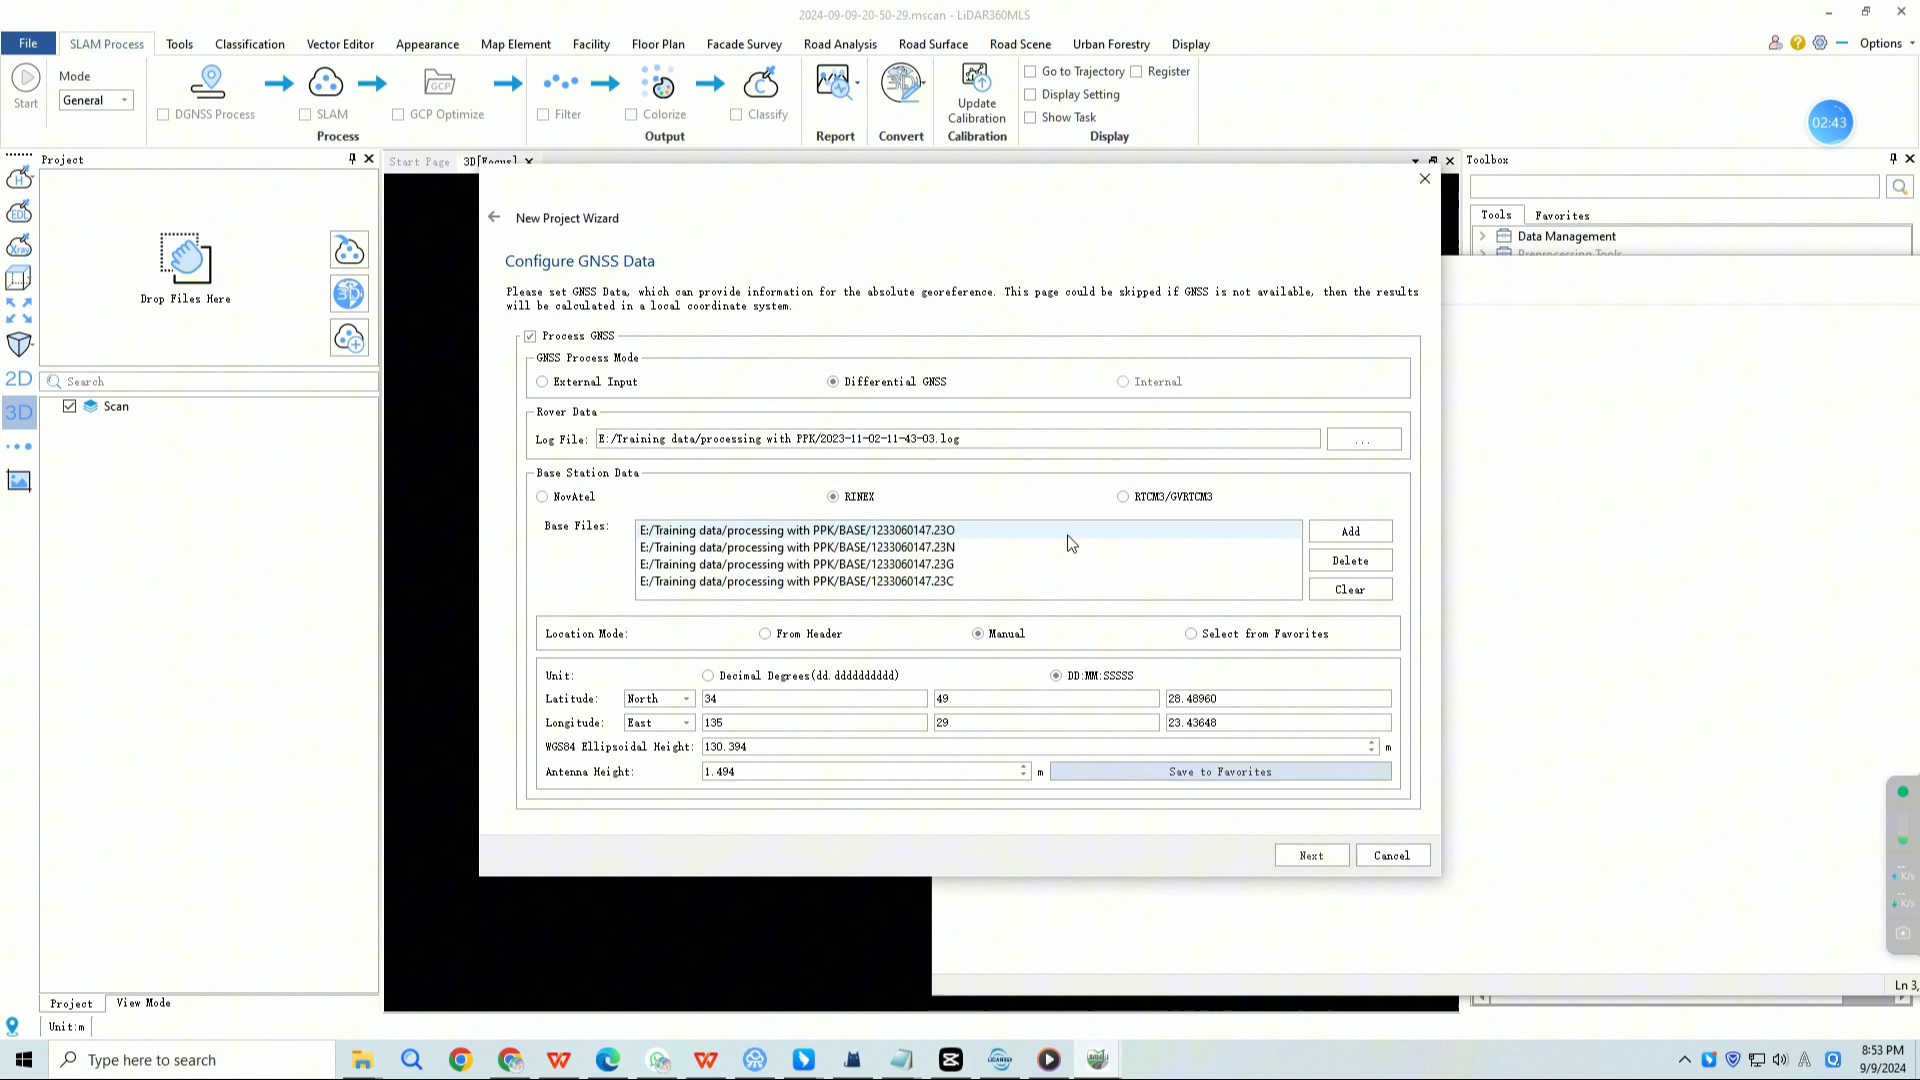 2024-09-09-20-50-29.mscan - LiDAR360MLS
File SLAM Process Tools Classification Vector Editor Appearance Map Element Facility Floor Plan Facade Survey Road Analysis Road Surface Road Scene Urban Forestry Display Options
Start
Mode
General
DGNSS Process
SLAM
GCP
GCP Optimize
Process
Filter
Colorize
Classify
Output
Report
Convert
Update
Calibration
Calibration
Go to Trajectory Register
Display Setting
Show Task
Display
02:43
Project
Start Page 3D[Focus]
Toolbox
H
EDL
Xray
2D
3D
Drop Files Here
3D
Search
Scan
Tools Favorites
Data Management
Preprocessing Tools
New Project Wizard
Configure GNSS Data
Please set GNSS Data, which can provide information for the absolute georeference. This page could be skipped if GNSS is not available, then the results
will be calculated in a local coordinate system.
Process GNSS
GNSS Process Mode
External Input Differential GNSS Internal
Rover Data
Log File: E:/Training data/processing with PPK/2023-11-02-11-43-03.log ...
Base Station Data
NovAtel RINEX RTCM3/GVRTCM3
Base Files:
E:/Training data/processing with PPK/BASE/1233060147.23O
E:/Training data/processing with PPK/BASE/1233060147.23N
E:/Training data/processing with PPK/BASE/1233060147.23G
E:/Training data/processing with PPK/BASE/1233060147.23C
Add
Delete
Clear
Location Mode: From Header Manual Select from Favorites
Unit: Decimal Degrees(dd.dddddddddd) DD:MM:SSSSS
Latitude: North 34 49 28.48960
Longitude: East 135 29 23.43648
WGS84 Ellipsoidal Height: 130.394 m
Antenna Height: 1.494 m Save to Favorites
Next Cancel
K/s
K/s
Ln 3,
Project View Mode
Unit:m
Type here to search
8:53 PM
9/9/2024